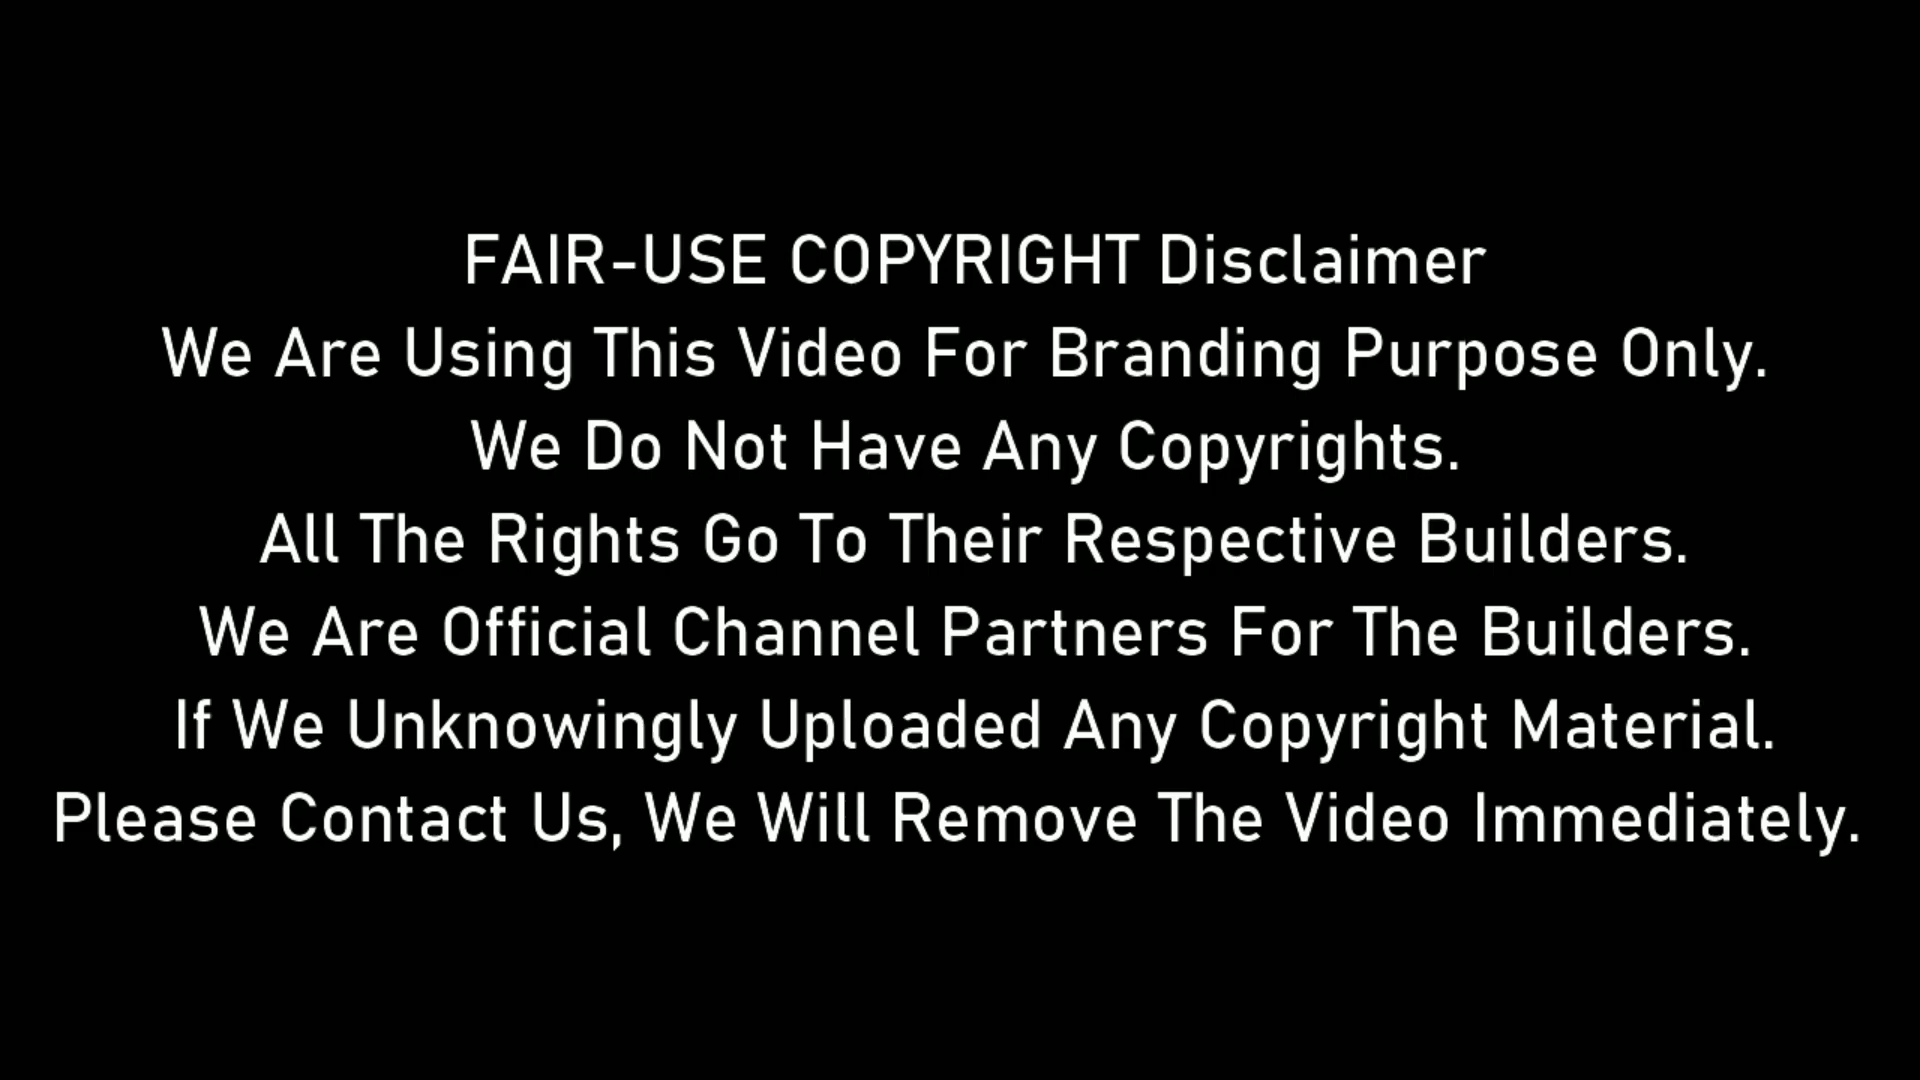 FAIR-USE COPYRIGHT Disclaimer
We Are Using This Video For Branding Purpose Only.
We Do Not Have Any Copyrights.
All The Rights Go To Their Respective Builders.
We Are Official Channel Partners For The Builders.
If We Unknowingly Uploaded Any Copyright Material.
Please Contact Us, We Will Remove The Video Immediately.